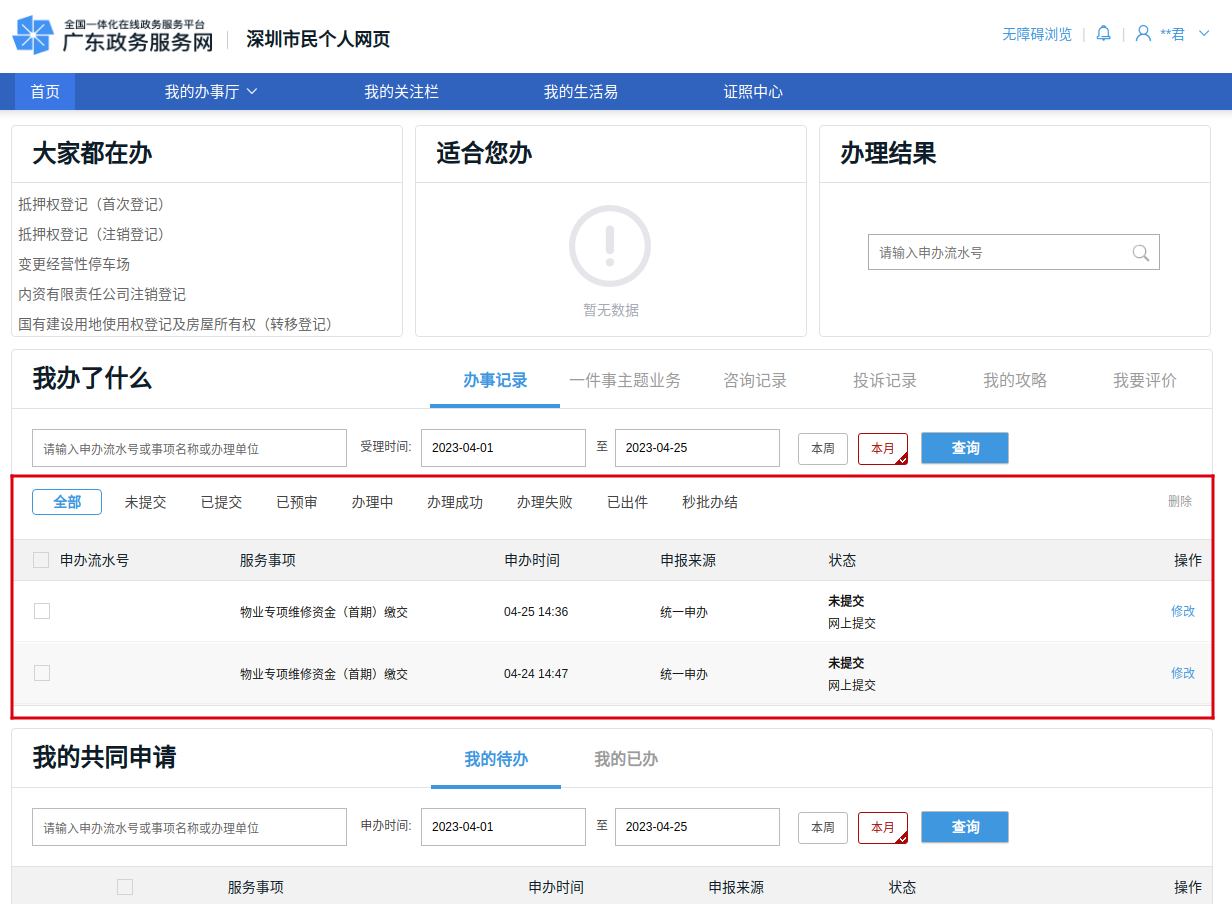 全国一体化在线政务服务平台
广东政务服务网
深圳市民个人网页
无障碍浏览 | | **君
首页 我的办事厅 我的关注栏 我的生活易 证照中心
大家都在办
抵押权登记（首次登记）
抵押权登记（注销登记）
变更经营性停车场
内资有限责任公司注销登记
国有建设用地使用权登记及房屋所有权（转移登记）
适合您办
暂无数据
办理结果
请输入申办流水号
我办了什么 办事记录 一件事主题业务 咨询记录 投诉记录 我的攻略 我要评价
请输入申办流水号或事项名称或办理单位 受理时间: 2023-04-01 至 2023-04-25 本周 本月 查询
全部 未提交 已提交 已预审 办理中 办理成功 办理失败 已出件 秒批办结 删除
申办流水号 服务事项 申办时间 申报来源 状态 操作
物业专项维修资金（首期）缴交 04-25 14:36 统一申办 未提交 修改
网上提交
物业专项维修资金（首期）缴交 04-24 14:47 统一申办 未提交 修改
网上提交
我的共同申请 我的待办 我的已办
请输入申办流水号或事项名称或办理单位 申办时间: 2023-04-01 至 2023-04-25 本周 本月 查询
服务事项 申办时间 申报来源 状态 操作